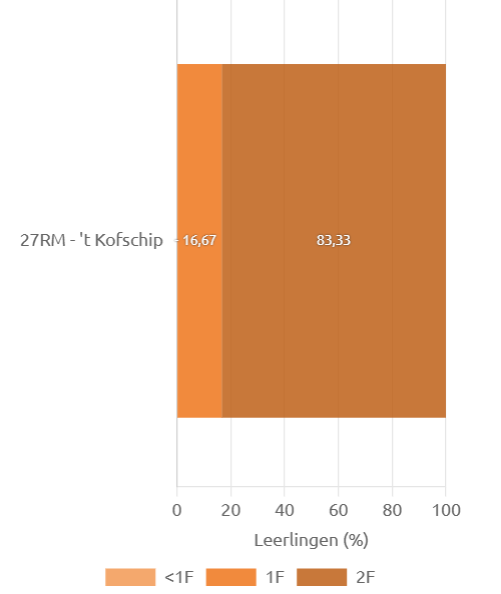 27RM - 't Kofschip - 16,67 83,33
0 20 40 60 80 100
Leerlingen (%)
<1F 1F 2F